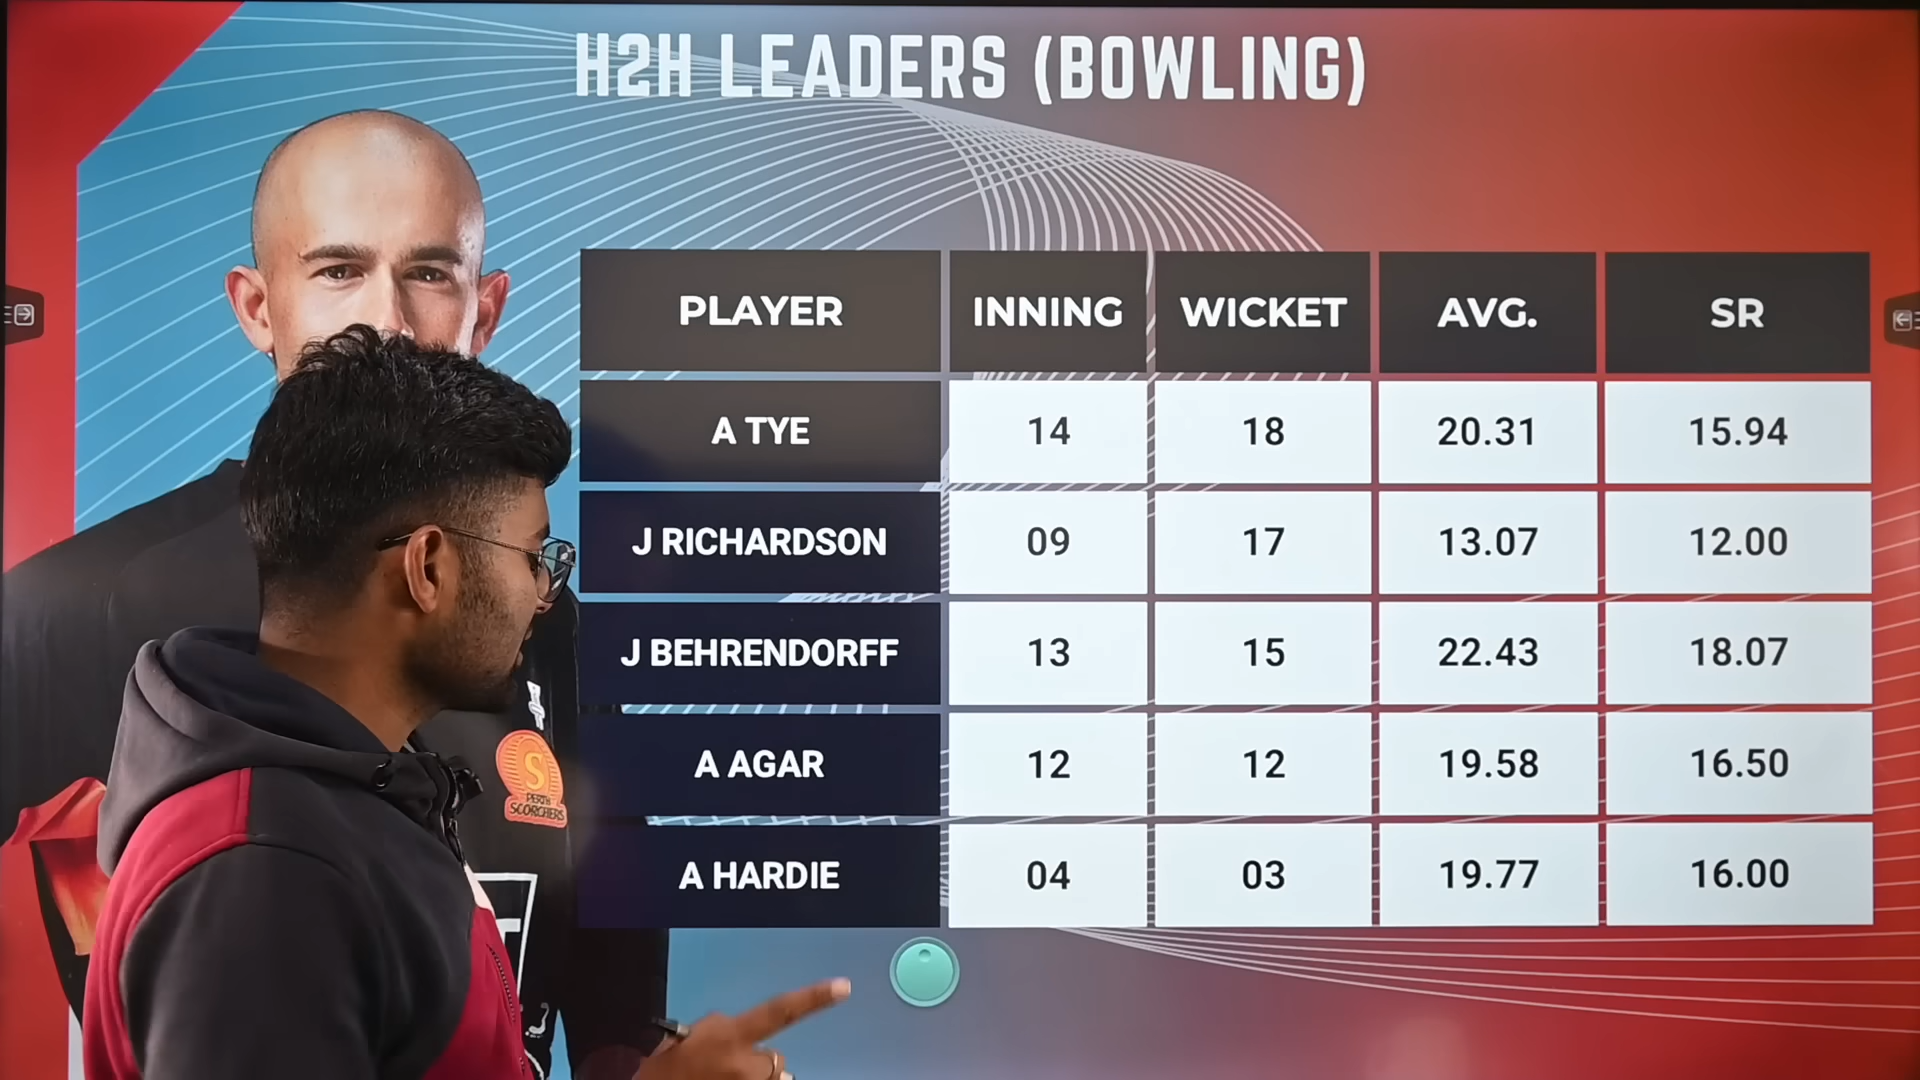 H2H LEADERS (BOWLING)
PLAYER INNING WICKET AVG. SR
A TYE 14 18 20.31 15.94
J RICHARDSON 09 17 13.07 12.00
J BEHRENDORFF 13 15 22.43 18.07
A AGAR 12 12 19.58 16.50
A HARDIE 04 03 19.77 16.00
S
PERTH
SCORCHERS